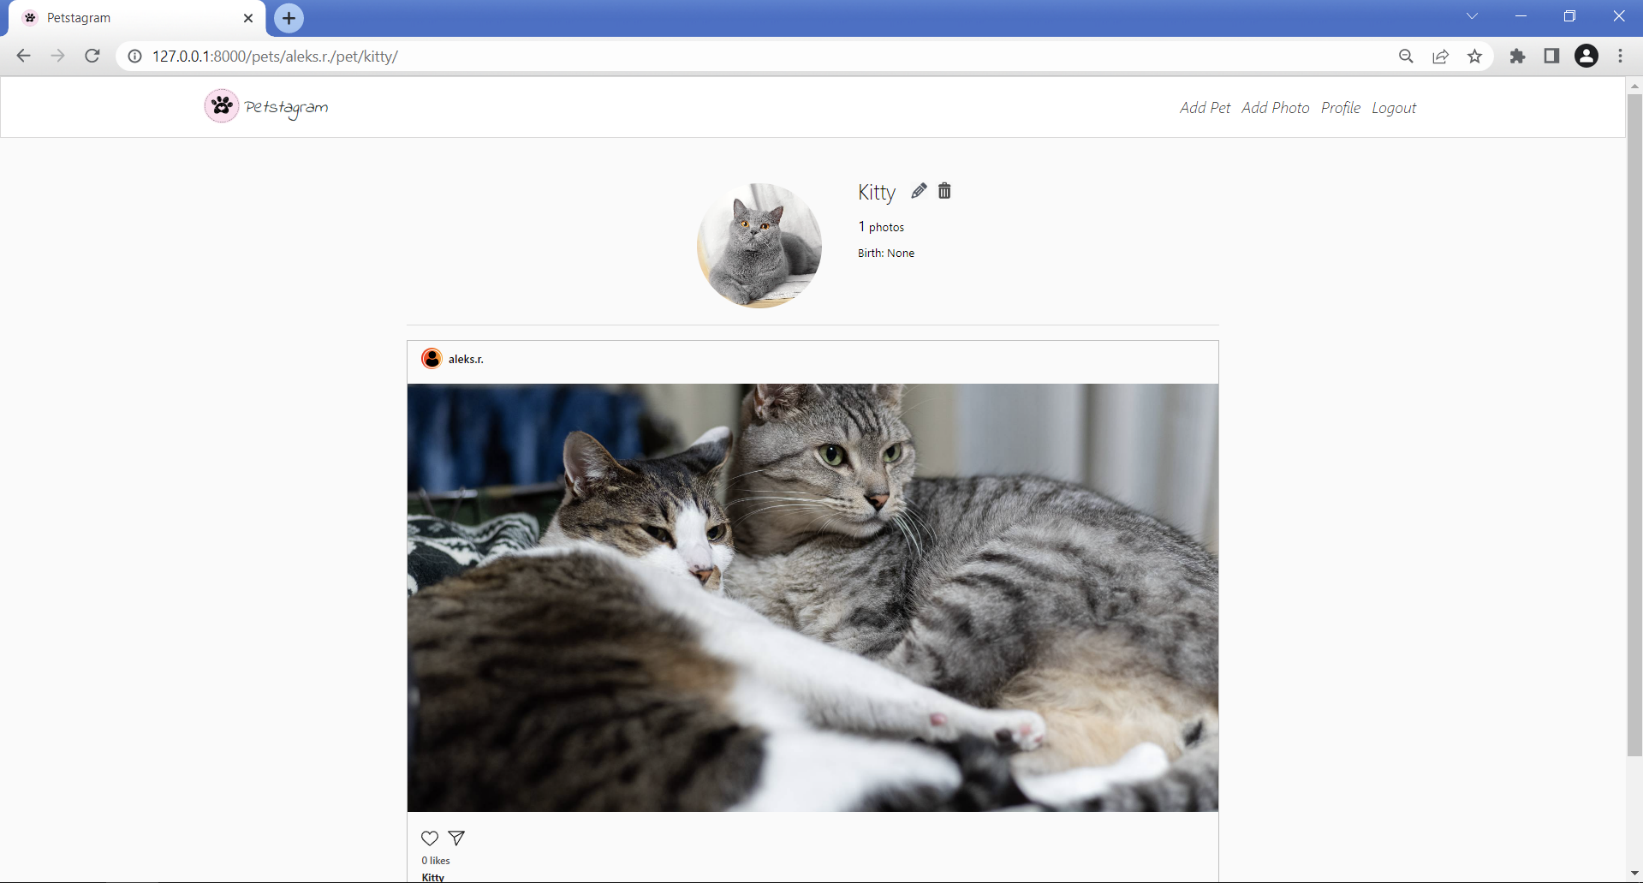 Petstagram
127.0.0.1:8000/pets/aleks.r./pet/kitty/
Petstagram
Add Pet Add Photo Profile Logout
Kitty
1 photos
Birth: None
aleks.r.
0 likes
Kitty